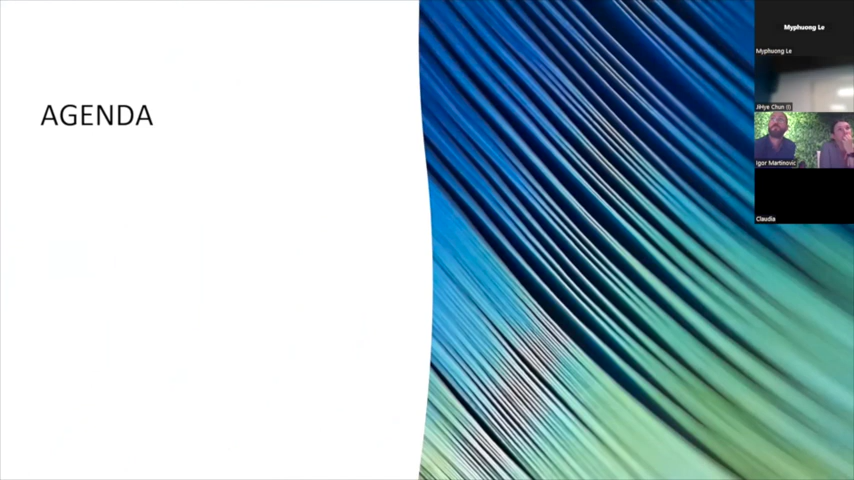 AGENDA
Myphuong Le
Myphuong Le
JiHye Chun (I)
Igor Martinovic
Claudia